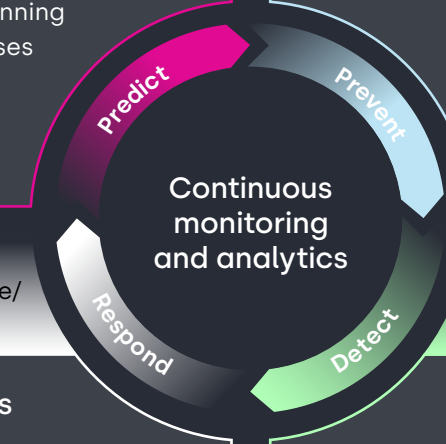 nning
ses
Predict
Prevent
Continuous
monitoring
and analytics
e/
Respond
Detect
s